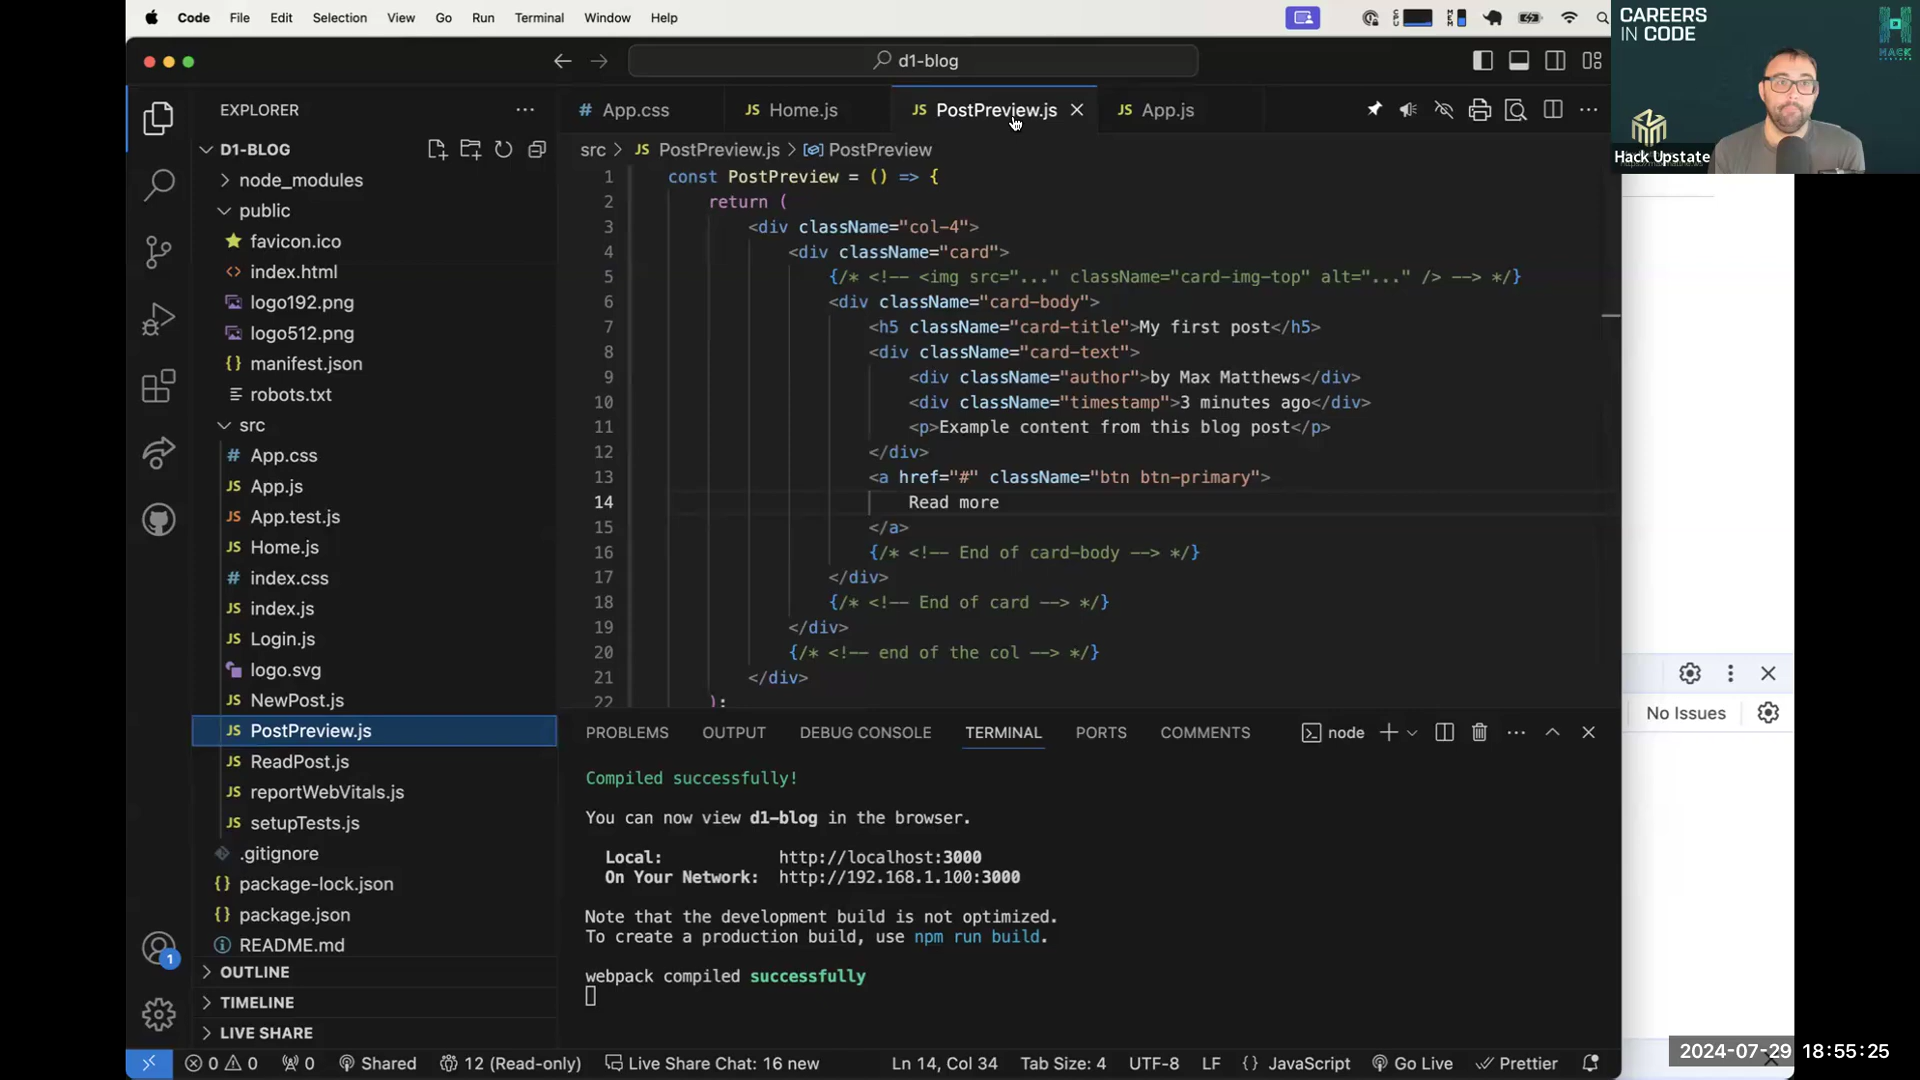 Code File Edit Selection View Go Run Terminal Window Help
CAREERS
IN CODE
HACK
UPSTATE
Hack Upstate
d1-blog
EXPLORER
App.css
Home.js
PostPreview.js
App.js
D1-BLOG
src > JS PostPreview.js > PostPreview
node_modules
public
favicon.ico
index.html
logo192.png
logo512.png
manifest.json
robots.txt
src
App.css
App.js
App.test.js
Home.js
index.css
index.js
Login.js
logo.svg
NewPost.js
PostPreview.js
ReadPost.js
reportWebVitals.js
setupTests.js
.gitignore
package-lock.json
package.json
README.md
OUTLINE
TIMELINE
LIVE SHARE
1 const PostPreview = () => {
2 return (
3 <div className="col-4">
4 <div className="card">
5 {/* <!-- <img src="..." className="card-img-top" alt="..." /> --> */}
6 <div className="card-body">
7 <h5 className="card-title">My first post</h5>
8 <div className="card-text">
9 <div className="author">by Max Matthews</div>
10 <div className="timestamp">3 minutes ago</div>
11 <p>Example content from this blog post</p>
12 </div>
13 <a href="#" className="btn btn-primary">
14 Read more
15 </a>
16 {/* <!-- End of card-body --> */}
17 </div>
18 {/* <!-- End of card --> */}
19 </div>
20 {/* <!-- end of the col --> */}
21 </div>
22 );
No Issues
PROBLEMS OUTPUT DEBUG CONSOLE TERMINAL PORTS COMMENTS node
Compiled successfully!
You can now view d1-blog in the browser.
Local: http://localhost:3000
On Your Network: http://192.168.1.100:3000
Note that the development build is not optimized.
To create a production build, use npm run build.
webpack compiled successfully
1
0 0 0 Shared 12 (Read-only) Live Share Chat: 16 new Ln 14, Col 34 Tab Size: 4 UTF-8 LF {} JavaScript Go Live Prettier
2024-07-29 18:55:25